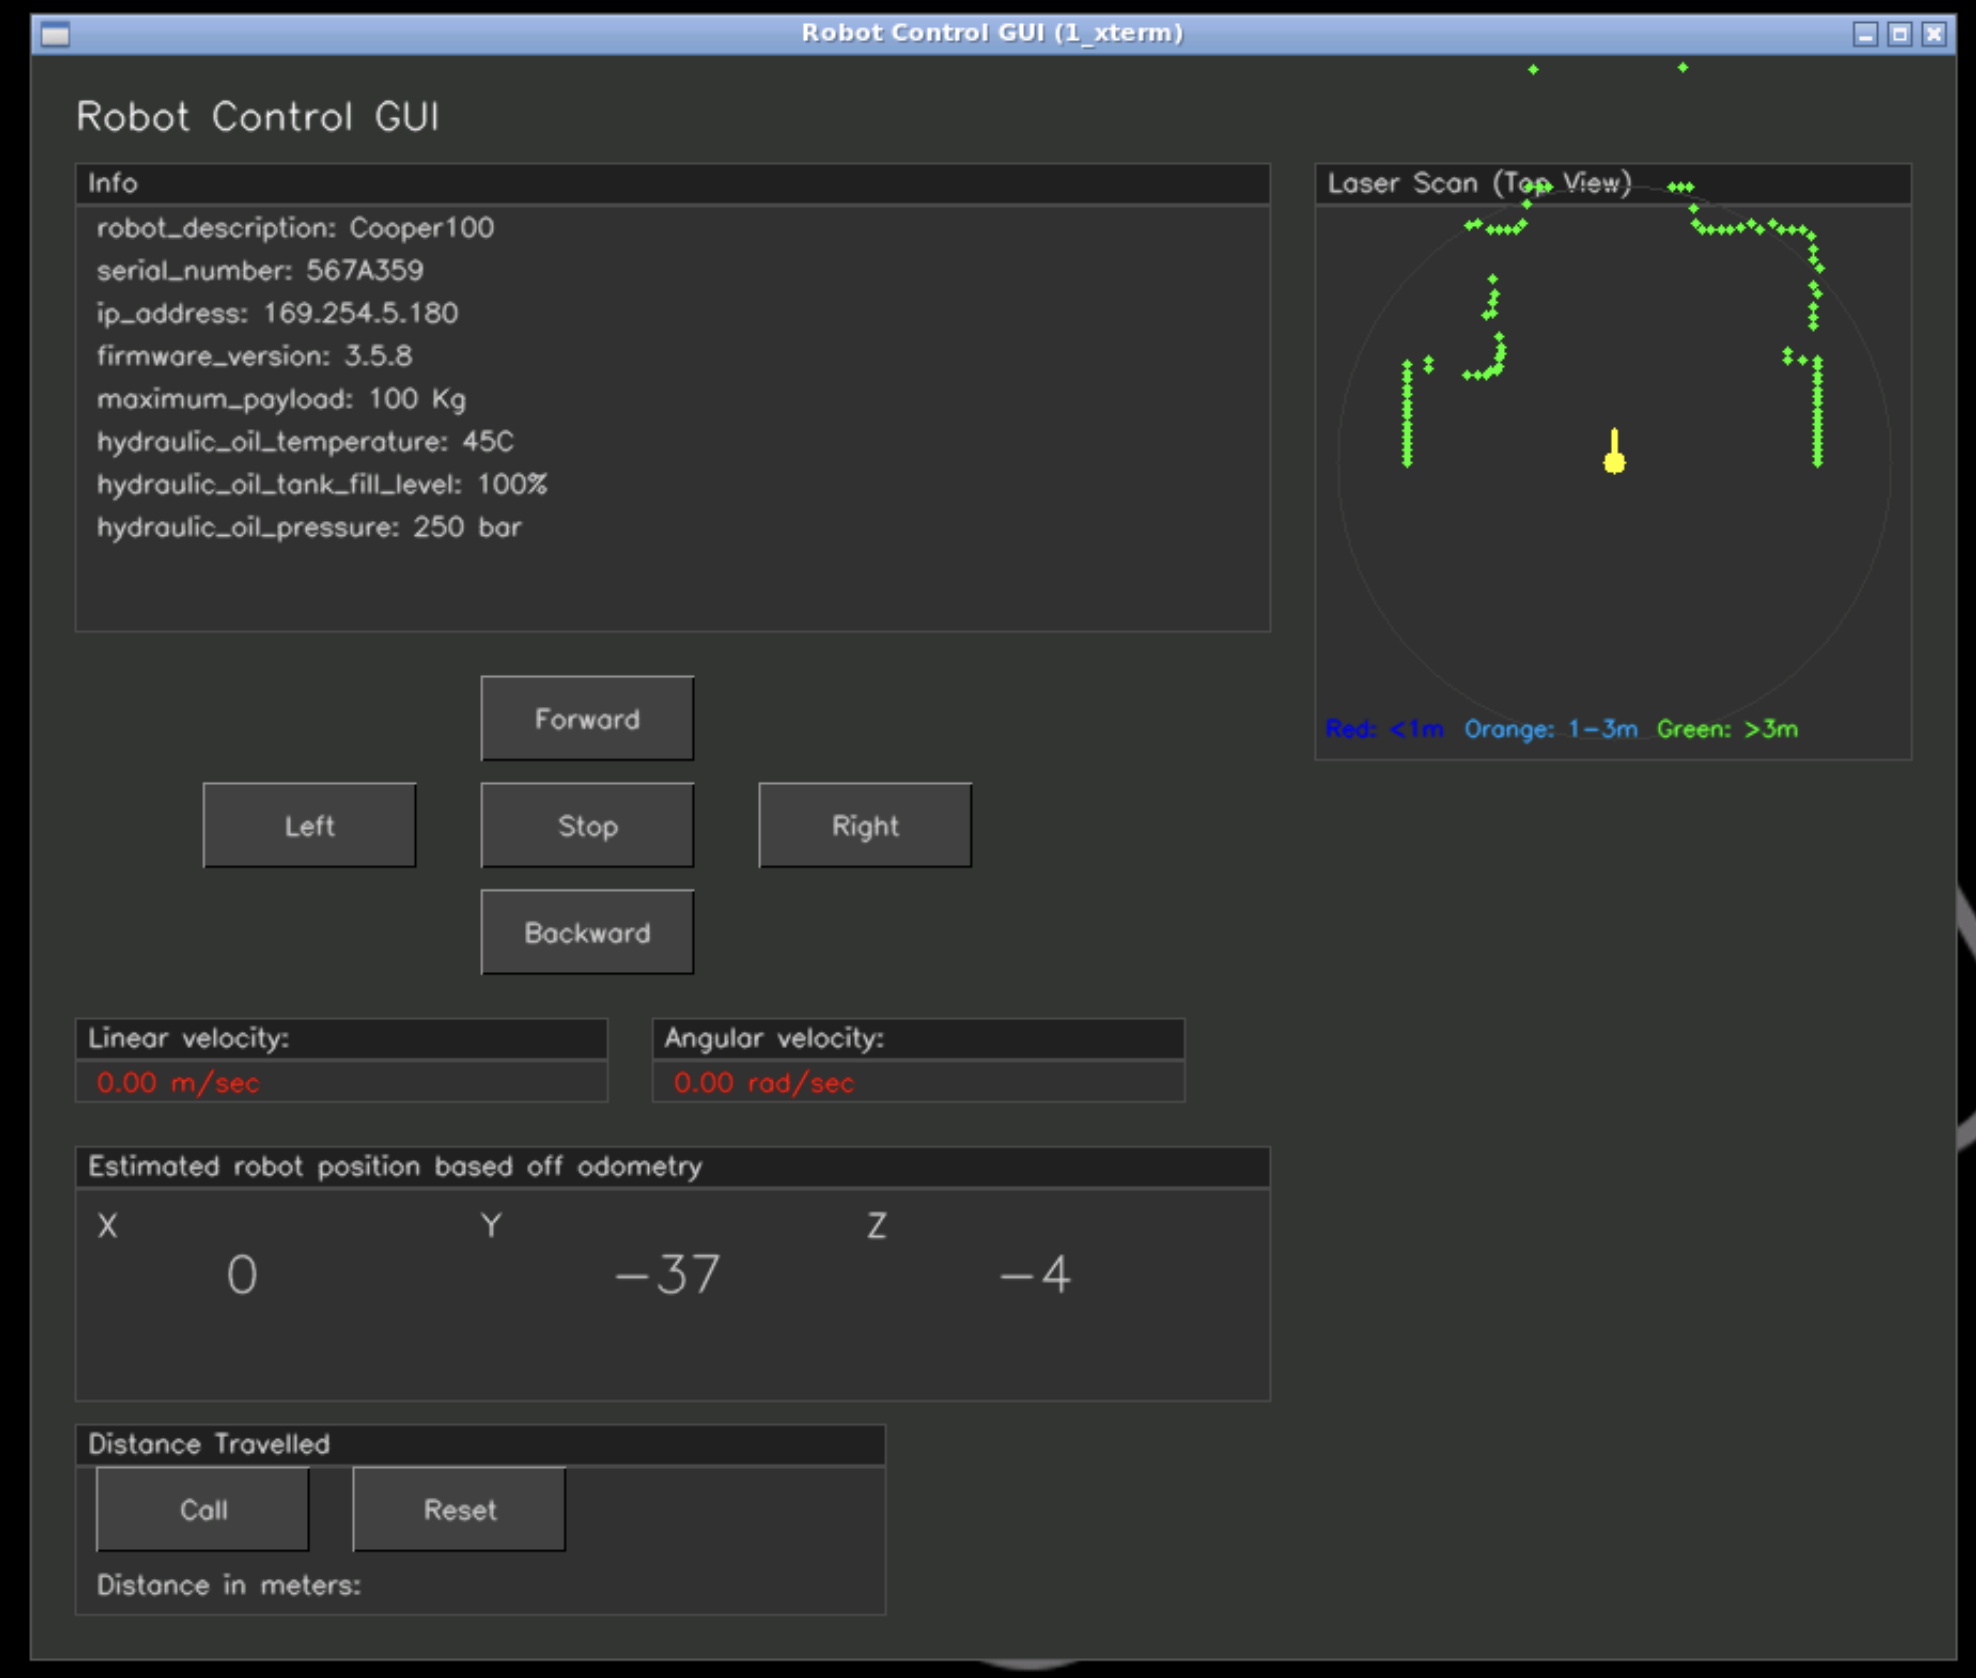 Robot Control GUI (1_xterm)
Robot Control GUI
Info
robot_description: Cooper100
serial_number: 567A359
ip_address: 169.254.5.180
firmware_version: 3.5.8
maximum_payload: 100 Kg
hydraulic_oil_temperature: 45C
hydraulic_oil_tank_fill_level: 100%
hydraulic_oil_pressure: 250 bar
Laser Scan (Top View)
Red: <1m Orange: 1-3m Green: >3m
Forward
Left Stop Right
Backward
Linear velocity:
0.00 m/sec
Angular velocity:
0.00 rad/sec
Estimated robot position based off odometry
X Y Z
0 -37 -4
Distance Travelled
Call Reset
Distance in meters: